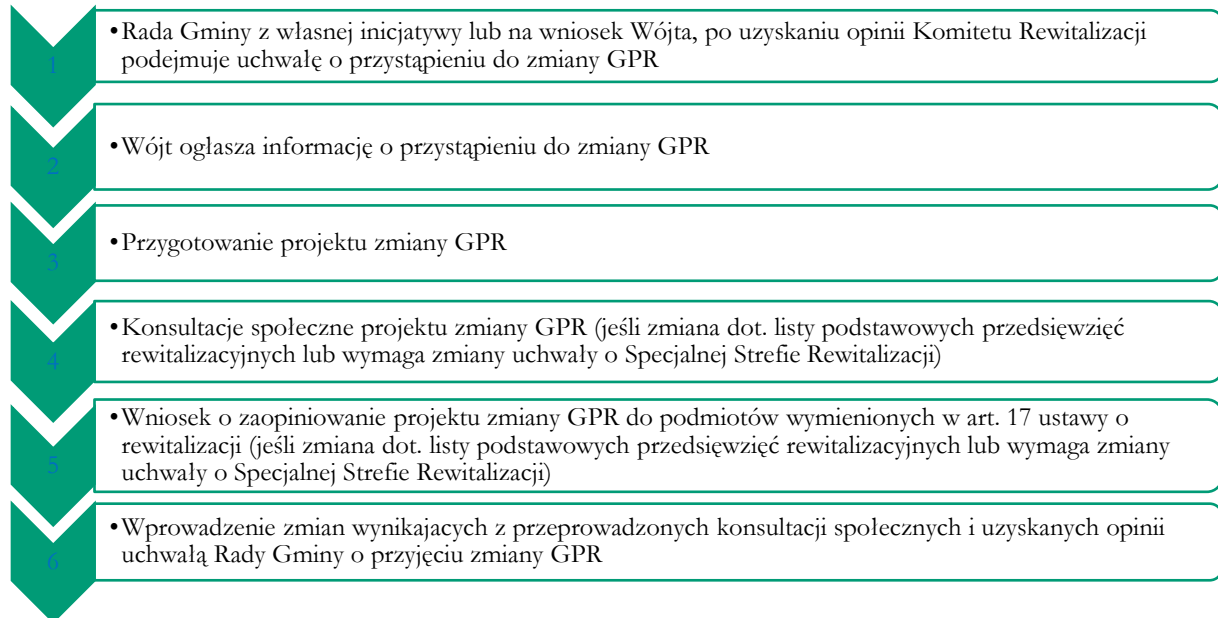 1
•Rada Gminy z własnej inicjatywy lub na wniosek Wójta, po uzyskaniu opinii Komitetu Rewitalizacji
podejmuje uchwałę o przystąpieniu do zmiany GPR
2
•Wójt ogłasza informację o przystąpieniu do zmiany GPR
3
•Przygotowanie projektu zmiany GPR
4
•Konsultacje społeczne projektu zmiany GPR (jeśli zmiana dot. listy podstawowych przedsięwzięć
rewitalizacyjnych lub wymaga zmiany uchwały o Specjalnej Strefie Rewitalizacji)
5
•Wniosek o zaopiniowanie projektu zmiany GPR do podmiotów wymienionych w art. 17 ustawy o
rewitalizacji (jeśli zmiana dot. listy podstawowych przedsięwzięć rewitalizacyjnych lub wymaga zmiany
uchwały o Specjalnej Strefie Rewitalizacji)
6
•Wprowadzenie zmian wynikajacych z przeprowadzonych konsultacji społecznych i uzyskanych opinii
uchwałą Rady Gminy o przyjęciu zmiany GPR